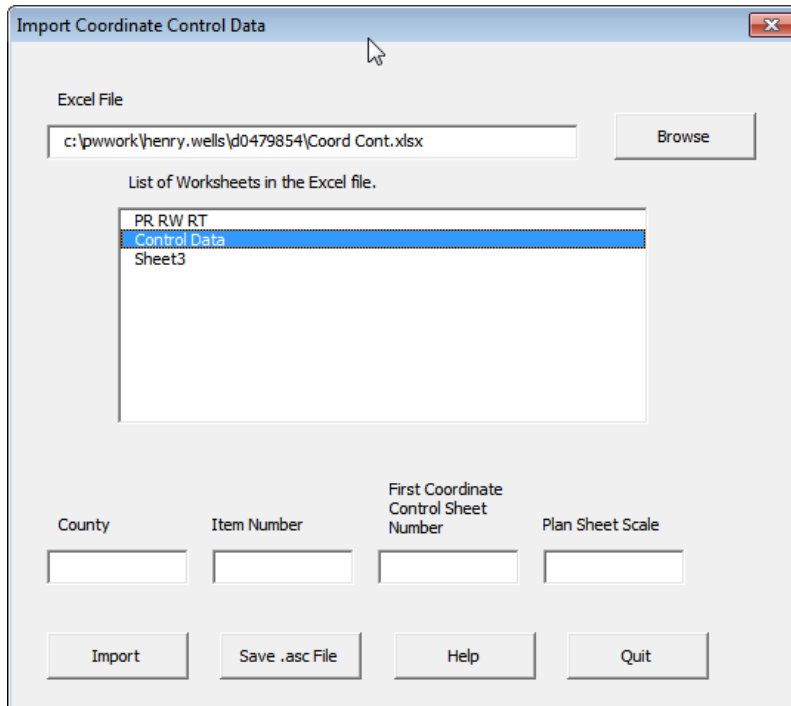 Import Coordinate Control Data
Excel File
c:\pwwork\henry.wells\d0479854\Coord Cont.xlsx
Browse
List of Worksheets in the Excel file.
PR RW RT
Control Data
Sheet3
County
Item Number
First Coordinate
Control Sheet
Number
Plan Sheet Scale
Import
Save .asc File
Help
Quit